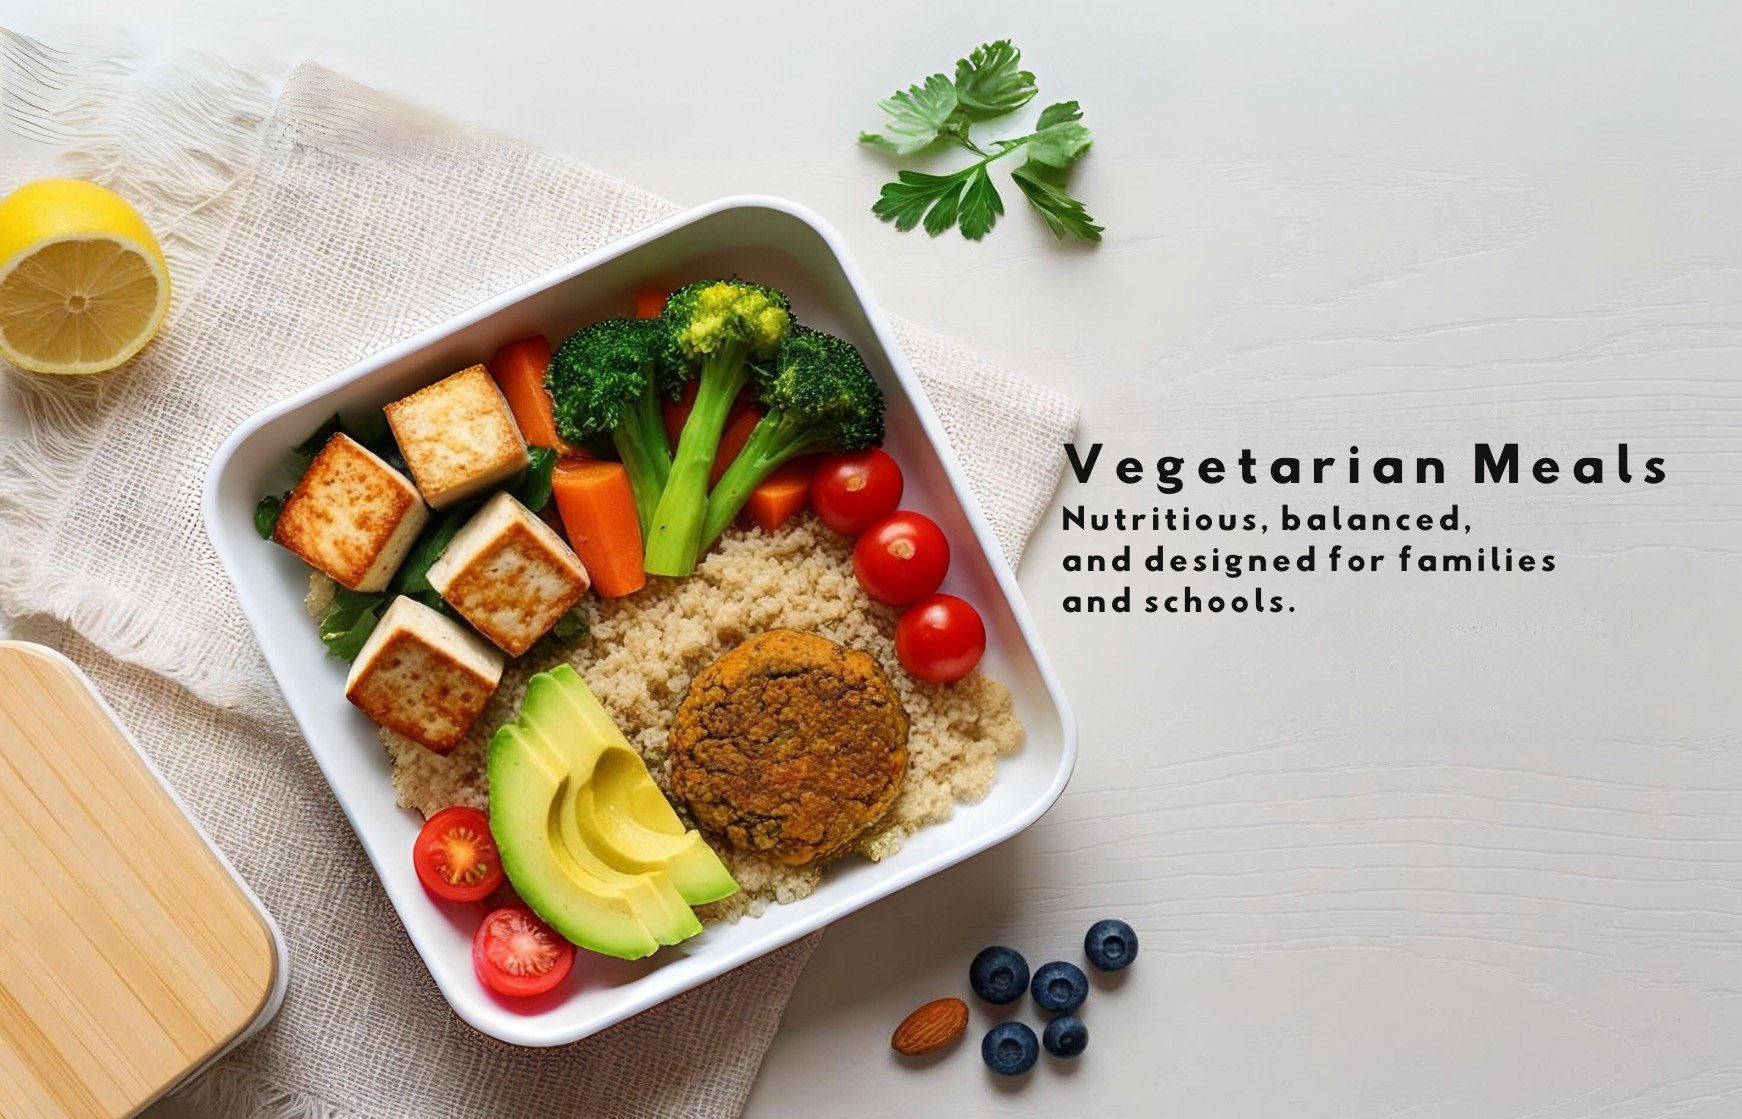 Vegetarian Meals
Nutritious, balanced,
and designed for families
and schools.